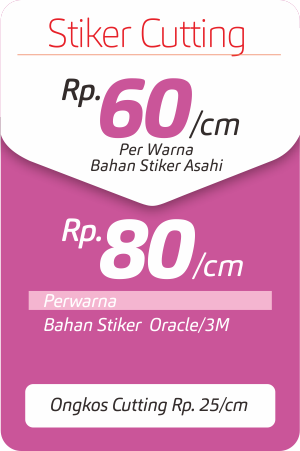 Stiker Cutting
Rp.60/cm
Per Warna
Bahan Stiker Asahi
Rp.80/cm
Perwarna
Bahan Stiker Oracle/3M
Ongkos Cutting Rp. 25/cm